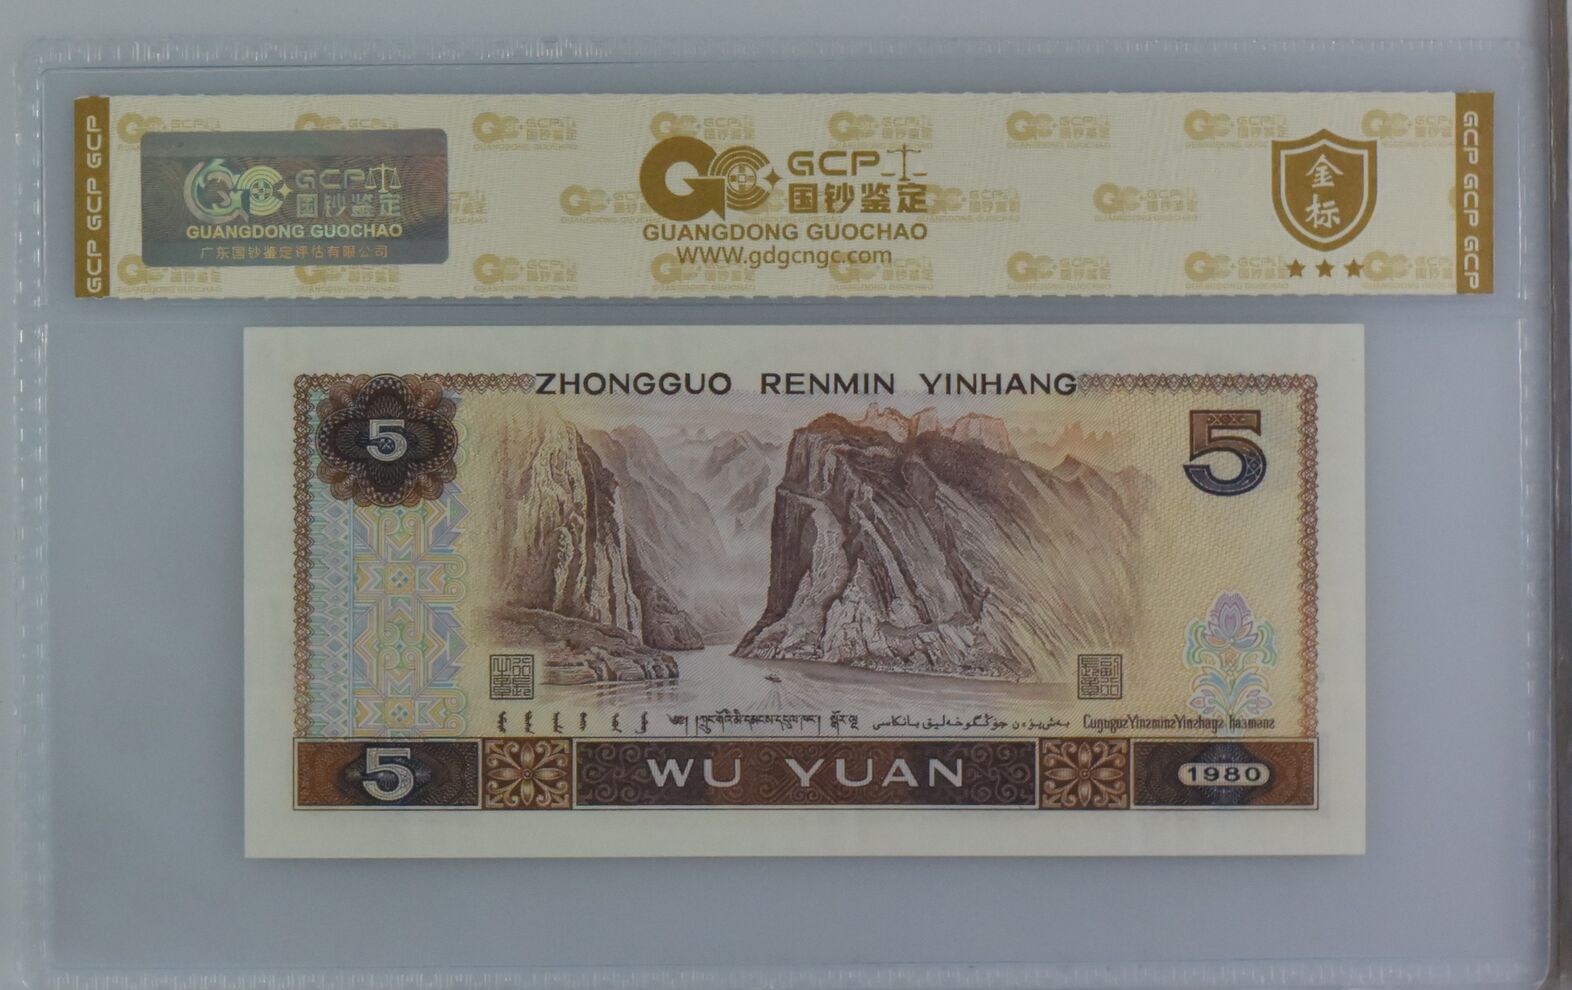 GCP GCP GCP
GCP
国钞鉴定
GUANGDONG GUOCHAO
广东国钞鉴定评估有限公司
GCP
国钞鉴定
GUANGDONG GUOCHAO
WWW.gdgcngc.com
金标
GCP GCP GCP
ZHONGGUO RENMIN YINHANG
5
5
5
WU YUAN
1980